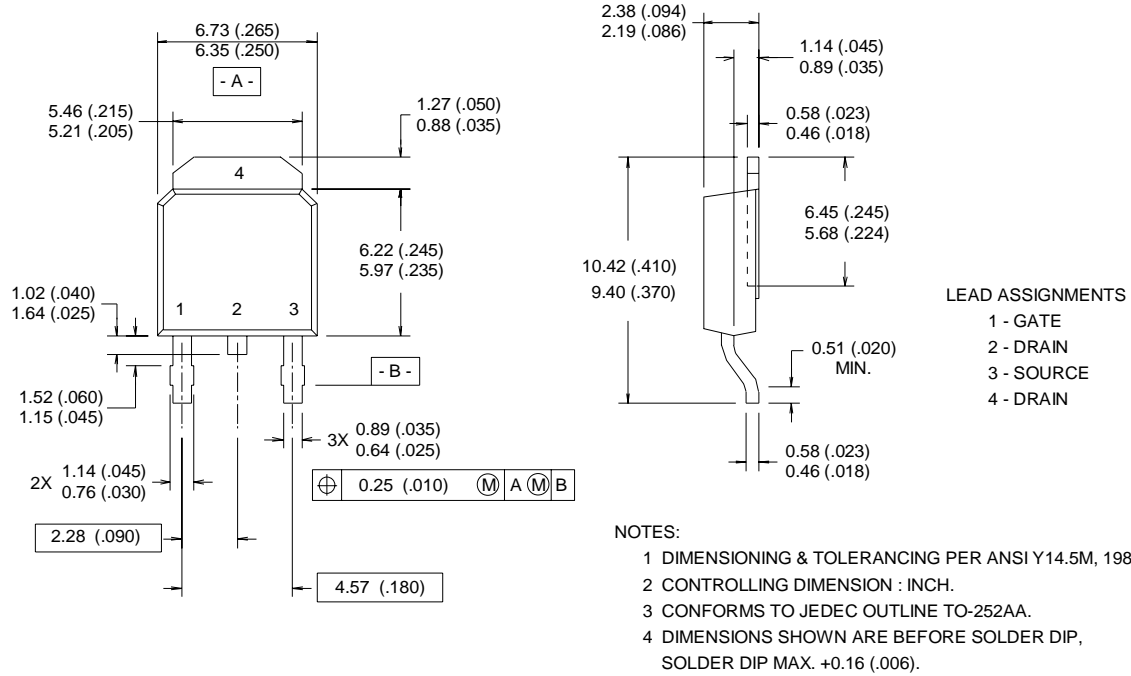 6.73 (.265)
6.35 (.250)
- A -
5.46 (.215)
5.21 (.205)
1.27 (.050)
0.88 (.035)
4
6.22 (.245)
5.97 (.235)
1.02 (.040)
1.64 (.025)
1 2 3
- B -
1.52 (.060)
1.15 (.045)
3X 0.89 (.035)
0.64 (.025)
2X 1.14 (.045)
0.76 (.030)
⌖ 0.25 (.010) Ⓜ A Ⓜ B
2.28 (.090)
4.57 (.180)
2.38 (.094)
2.19 (.086)
1.14 (.045)
0.89 (.035)
0.58 (.023)
0.46 (.018)
6.45 (.245)
5.68 (.224)
10.42 (.410)
9.40 (.370)
0.51 (.020)
MIN.
0.58 (.023)
0.46 (.018)
LEAD ASSIGNMENTS
1 - GATE
2 - DRAIN
3 - SOURCE
4 - DRAIN
NOTES:
1 DIMENSIONING & TOLERANCING PER ANSI Y14.5M, 198
2 CONTROLLING DIMENSION : INCH.
3 CONFORMS TO JEDEC OUTLINE TO-252AA.
4 DIMENSIONS SHOWN ARE BEFORE SOLDER DIP,
SOLDER DIP MAX. +0.16 (.006).